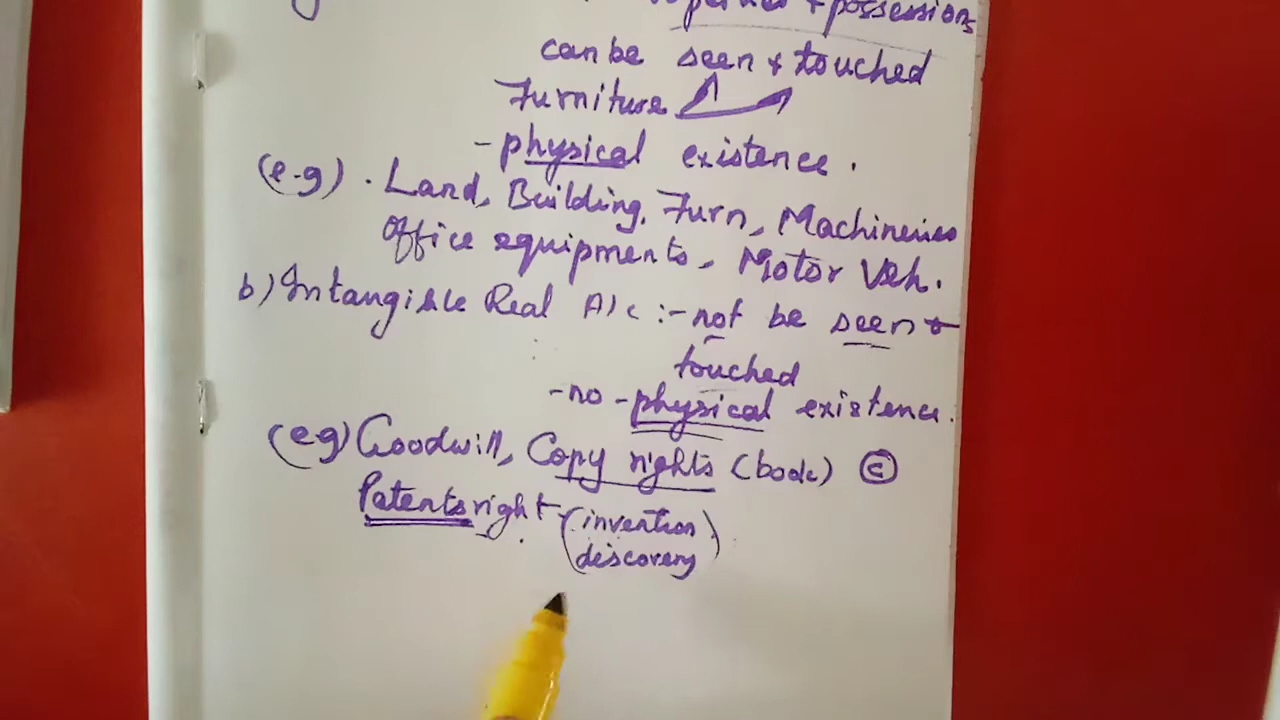 + possessions
can be seen + touched
Furniture
- physical existence.
(e.g) . Land, Building, Furn, Machineries
Office equipments, Motor Veh.
b) Intangible Real A/c :- not be seen +
touched
- no - physical existence.
(eg) Goodwill, Copy rights (book) ©
Patents right - (invention
discovery)